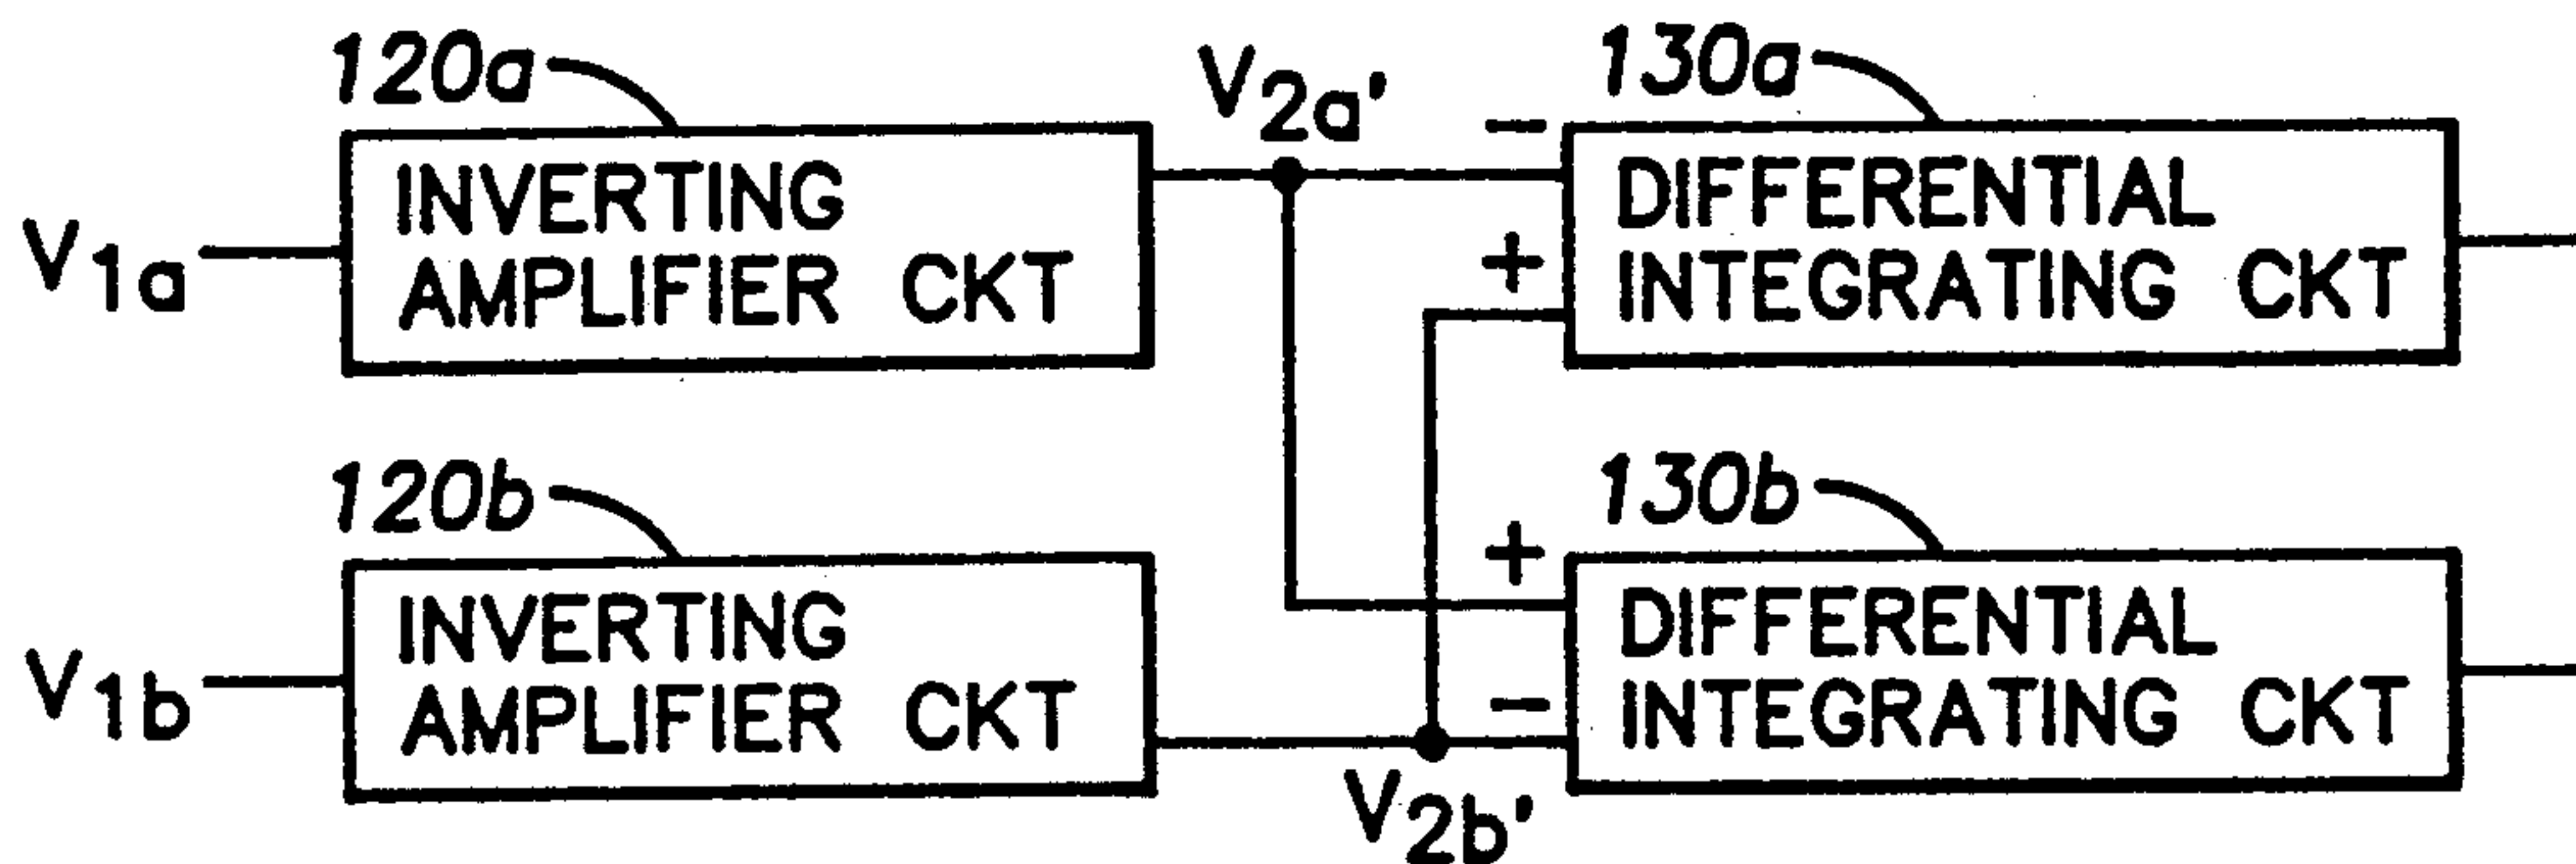 120a
V2a'
130a
-
INVERTING
AMPLIFIER CKT
DIFFERENTIAL
INTEGRATING CKT
V1a
+
120b
130b
+
INVERTING
AMPLIFIER CKT
DIFFERENTIAL
INTEGRATING CKT
V1b
-
V2b'